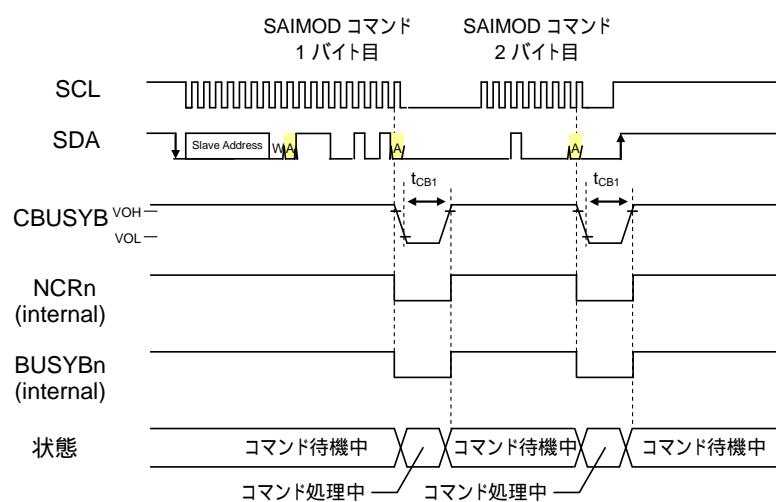 SAIMOD コマンド
1 バイト目
SAIMOD コマンド
2 バイト目
SCL
SDA
Slave Address
W
A
A
A
tCB1
tCB1
CBUSYB
VOH
VOL
NCRn
(internal)
BUSYBn
(internal)
状態
コマンド待機中
コマンド待機中
コマンド待機中
コマンド処理中
コマンド処理中